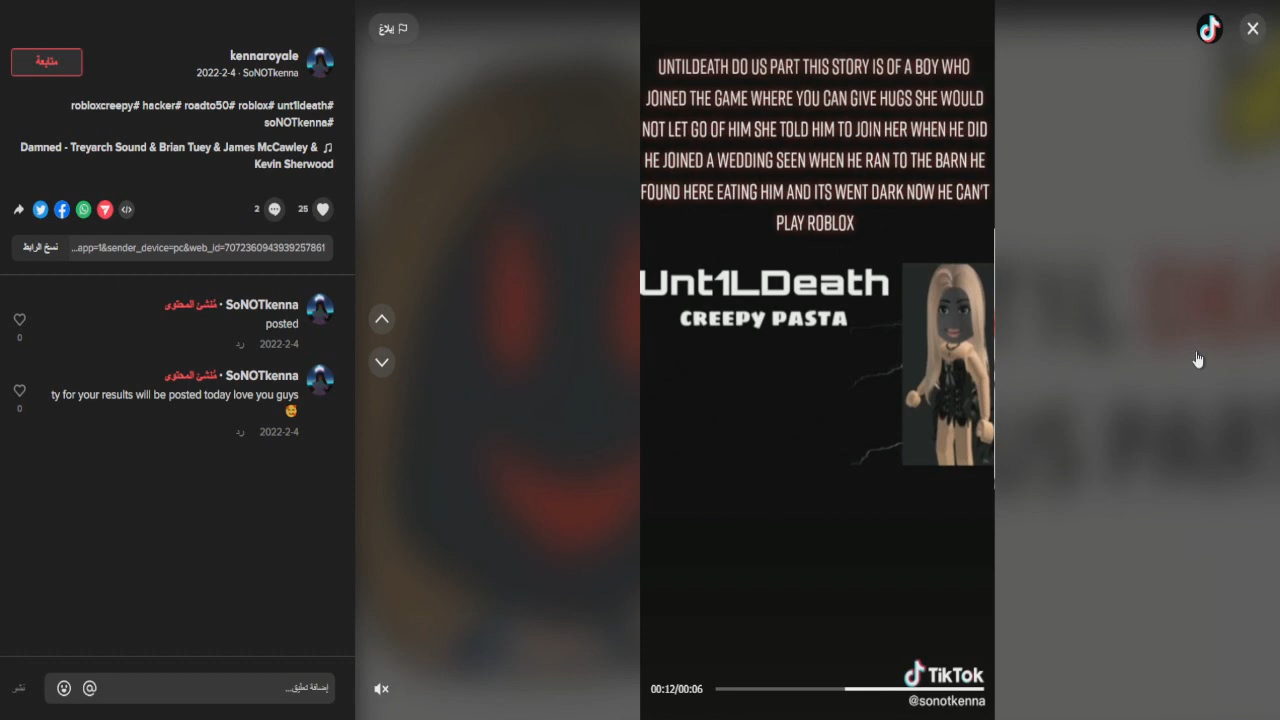 متابعة
kennaroyale
2022-2-4 · SoNOTkenna
robloxcreepy# hacker# roadto50# roblox# unt1ldeath#
soNOTkenna#
Damned - Treyarch Sound & Brian Tuey & James McCawley & ♫
Kevin Sherwood
2
25
نسخ الرابط
...app=1&sender_device=pc&web_id=7072360943939257861
SoNOTkenna · مُنشئ المحتوى
posted
رد 2022-2-4
0
SoNOTkenna · مُنشئ المحتوى
ty for your results will be posted today love you guys
😅
رد 2022-2-4
0
نشر
إضافة تعليق...
إبلاغ
UNTILDEATH DO US PART THIS STORY IS OF A BOY WHO
JOINED THE GAME WHERE YOU CAN GIVE HUGS SHE WOULD
NOT LET GO OF HIM SHE TOLD HIM TO JOIN HER WHEN HE DID
HE JOINED A WEDDING SEEN WHEN HE RAN TO THE BARN HE
FOUND HERE EATING HIM AND ITS WENT DARK NOW HE CAN'T
PLAY ROBLOX
Unt1LDeath
CREEPY PASTA
00:12/00:06
TikTok
@sonotkenna